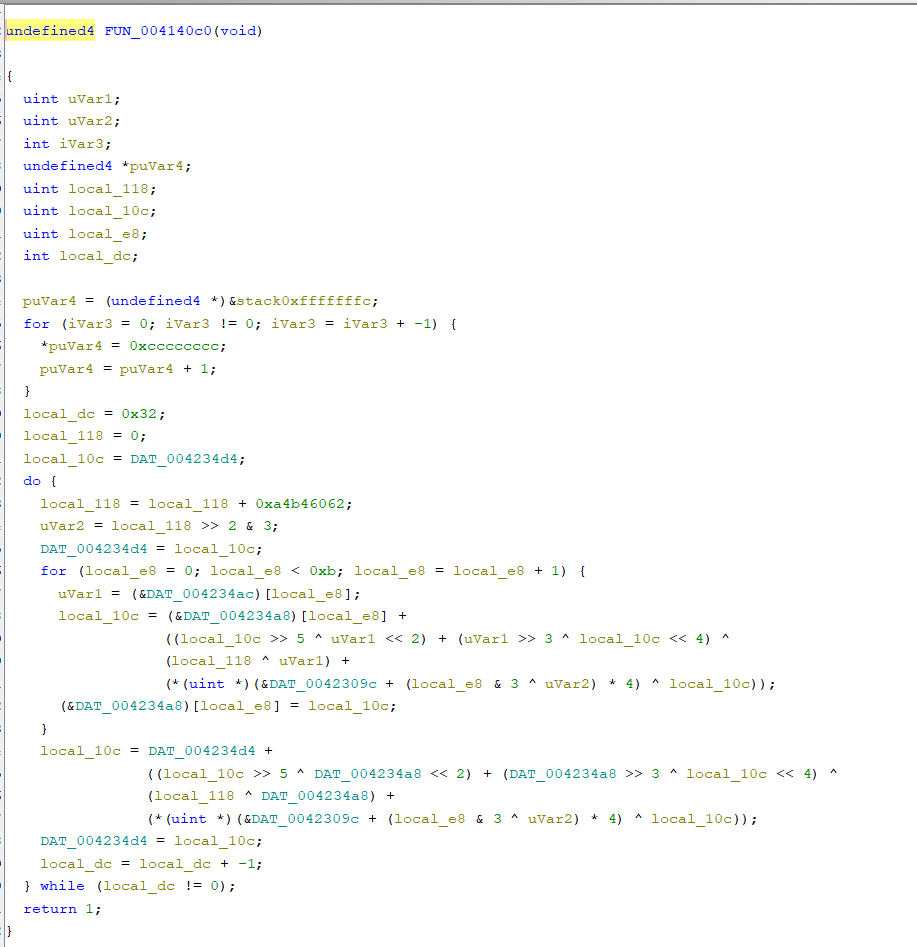 undefined4 FUN_004140c0(void)
{
uint uVar1;
uint uVar2;
int iVar3;
undefined4 *puVar4;
uint local_118;
uint local_10c;
uint local_e8;
int local_dc;
puVar4 = (undefined4 *)&stack0xfffffffc;
for (iVar3 = 0; iVar3 != 0; iVar3 = iVar3 + -1) {
*puVar4 = 0xcccccccc;
puVar4 = puVar4 + 1;
}
local_dc = 0x32;
local_118 = 0;
local_10c = DAT_004234d4;
do {
local_118 = local_118 + 0xa4b46062;
uVar2 = local_118 >> 2 & 3;
DAT_004234d4 = local_10c;
for (local_e8 = 0; local_e8 < 0xb; local_e8 = local_e8 + 1) {
uVar1 = (&DAT_004234ac)[local_e8];
local_10c = (&DAT_004234a8)[local_e8] +
((local_10c >> 5 ^ uVar1 << 2) + (uVar1 >> 3 ^ local_10c << 4) ^
(local_118 ^ uVar1) +
(*(uint *)(&DAT_0042309c + (local_e8 & 3 ^ uVar2) * 4) ^ local_10c));
(&DAT_004234a8)[local_e8] = local_10c;
}
local_10c = DAT_004234d4 +
((local_10c >> 5 ^ DAT_004234a8 << 2) + (DAT_004234a8 >> 3 ^ local_10c << 4) ^
(local_118 ^ DAT_004234a8) +
(*(uint *)(&DAT_0042309c + (local_e8 & 3 ^ uVar2) * 4) ^ local_10c));
DAT_004234d4 = local_10c;
local_dc = local_dc + -1;
} while (local_dc != 0);
return 1;
}